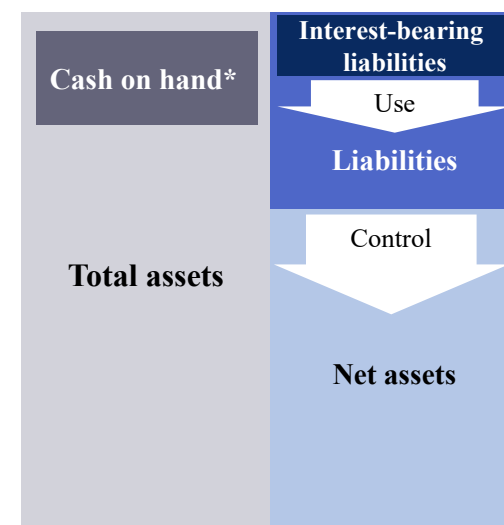 Cash on hand*
Total assets
Interest-bearing
liabilities
Use
Liabilities
Control
Net assets